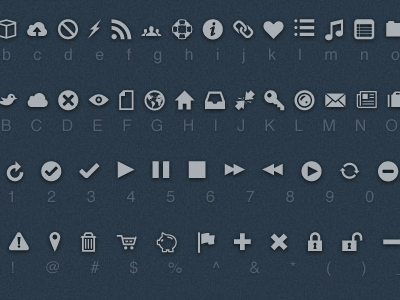 b c d e f g h i j k l m n o
B C D E F G H I J K L M N O
1 2 3 4 5 6 7 8 9 0
! @ # $ % ^ & * ( )